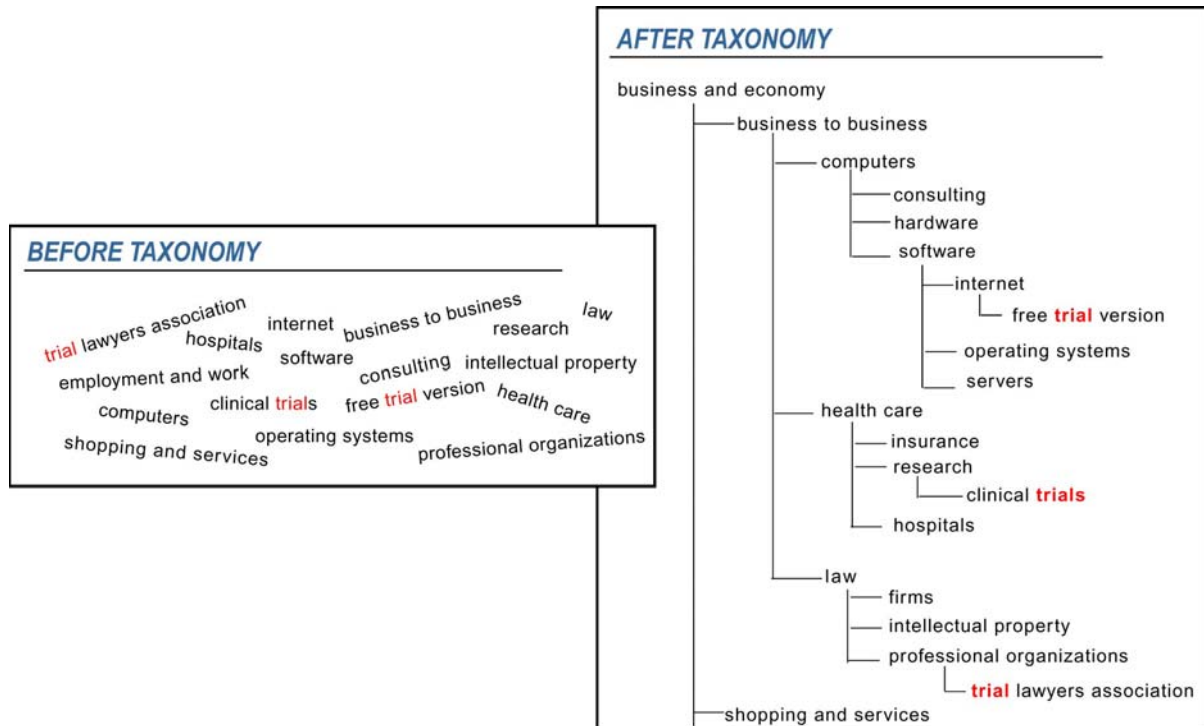 BEFORE TAXONOMY
trial lawyers association
hospitals
internet
software
business to business
research
law
employment and work
consulting
intellectual property
computers
clinical trials
free trial version
health care
shopping and services
operating systems
professional organizations
AFTER TAXONOMY
business and economy
business to business
computers
consulting
hardware
software
internet
free trial version
operating systems
servers
health care
insurance
research
clinical trials
hospitals
law
firms
intellectual property
professional organizations
trial lawyers association
shopping and services